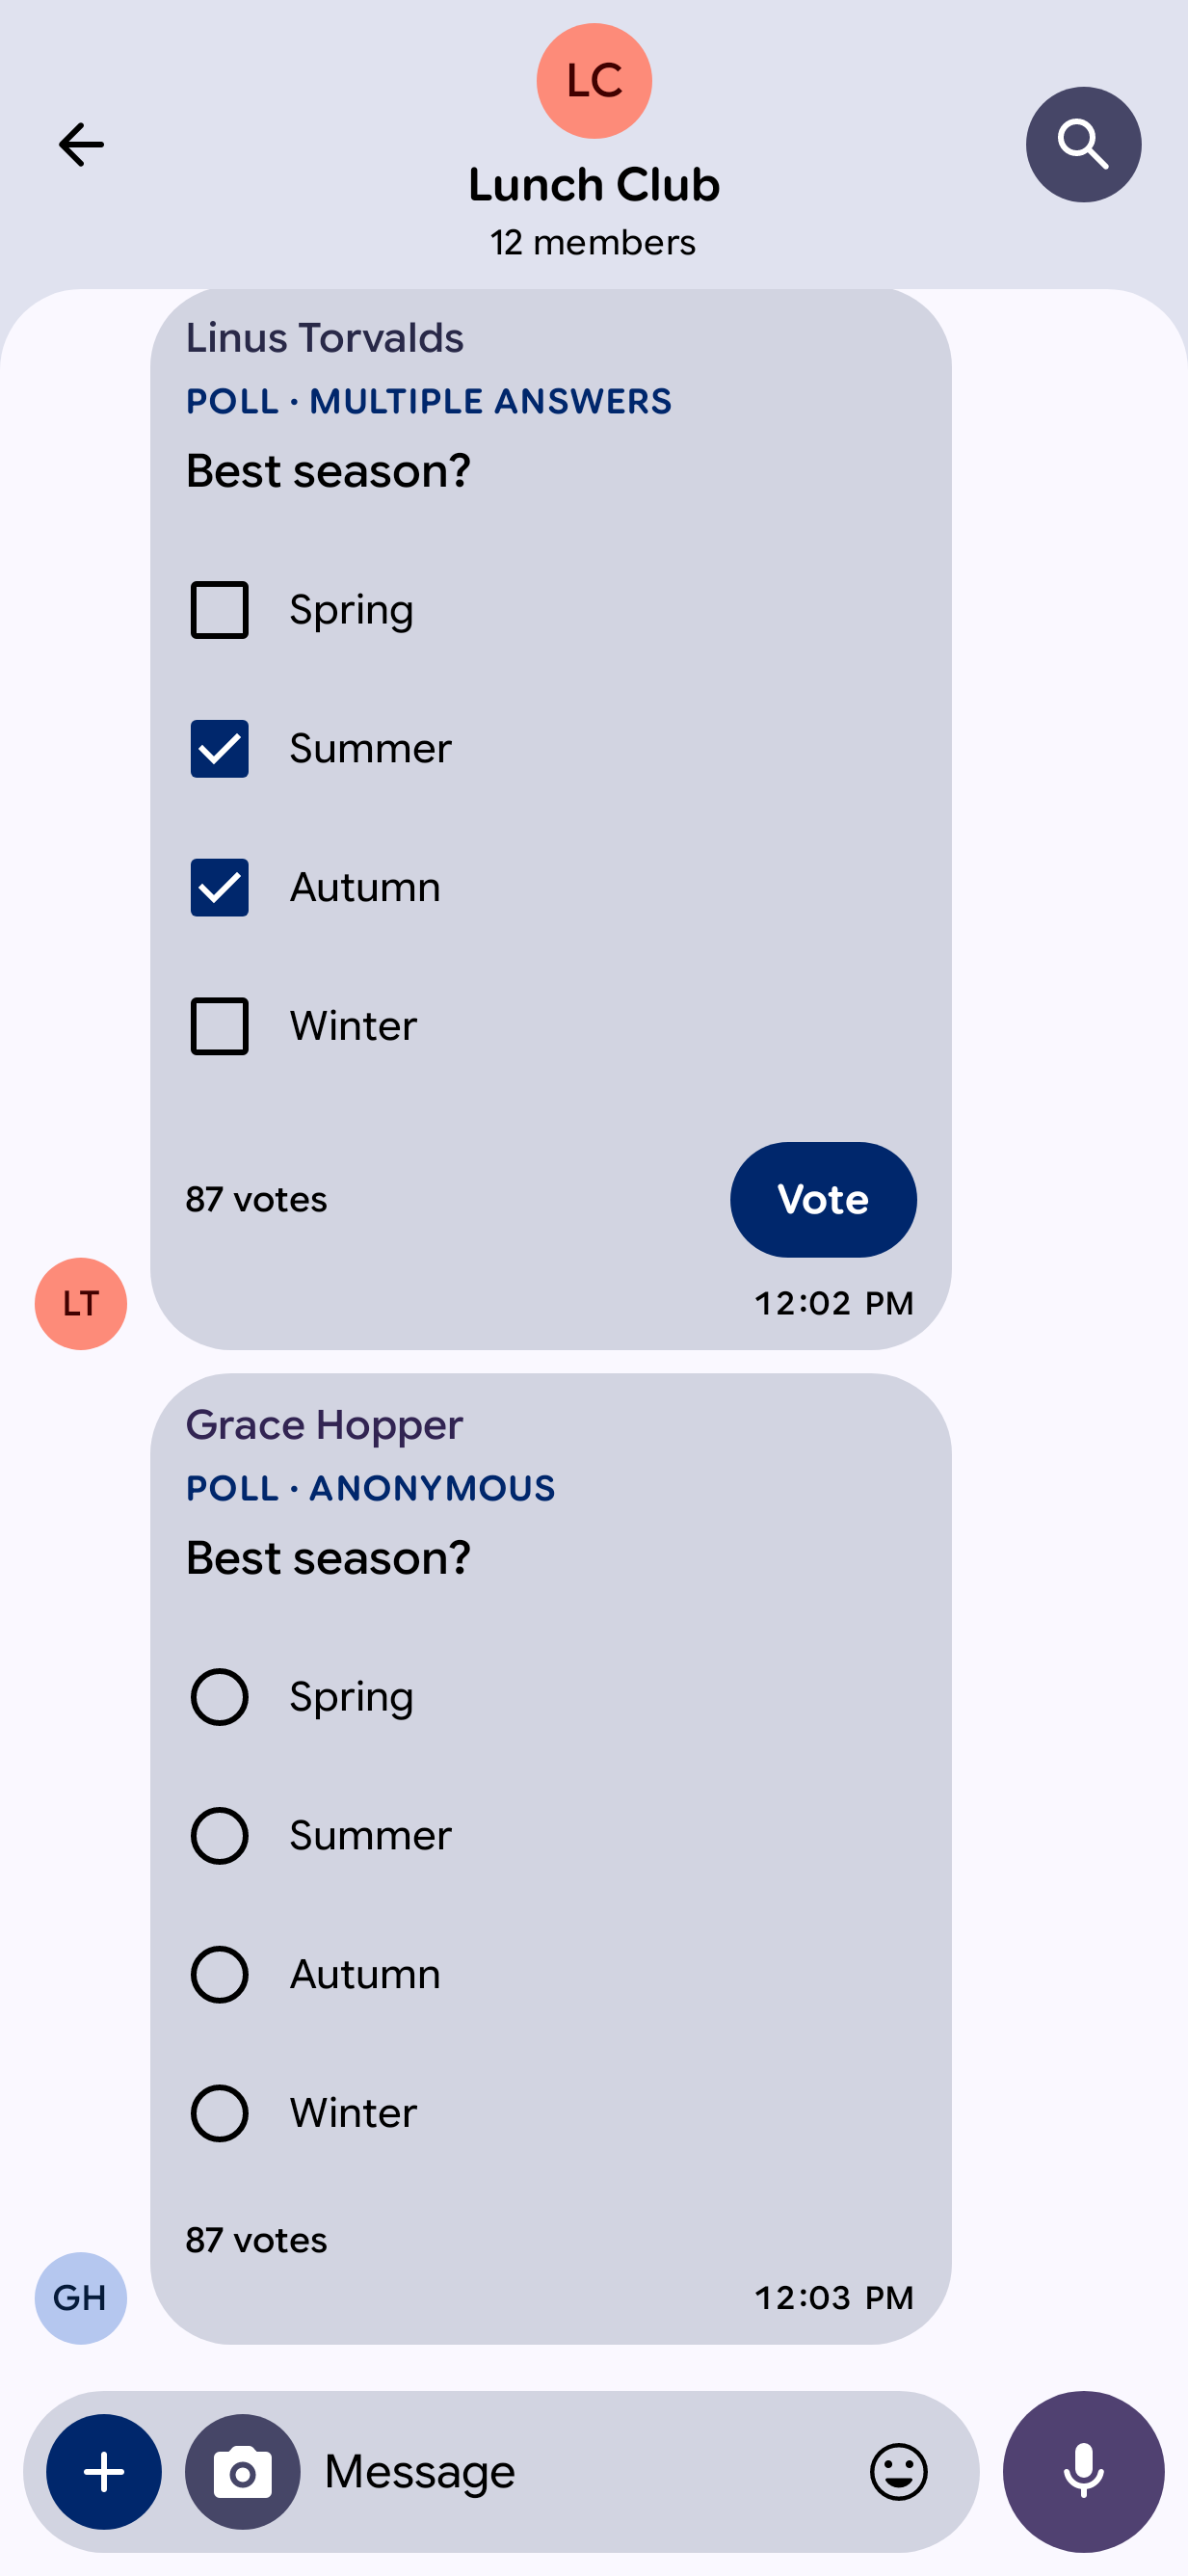 LC
Lunch Club
12 members
Linus Torvalds
POLL · MULTIPLE ANSWERS
Best season?
Spring
Summer
Autumn
Winter
87 votes
Vote
LT
12:02 PM
Grace Hopper
POLL · ANONYMOUS
Best season?
Spring
Summer
Autumn
Winter
87 votes
GH
12:03 PM
Message